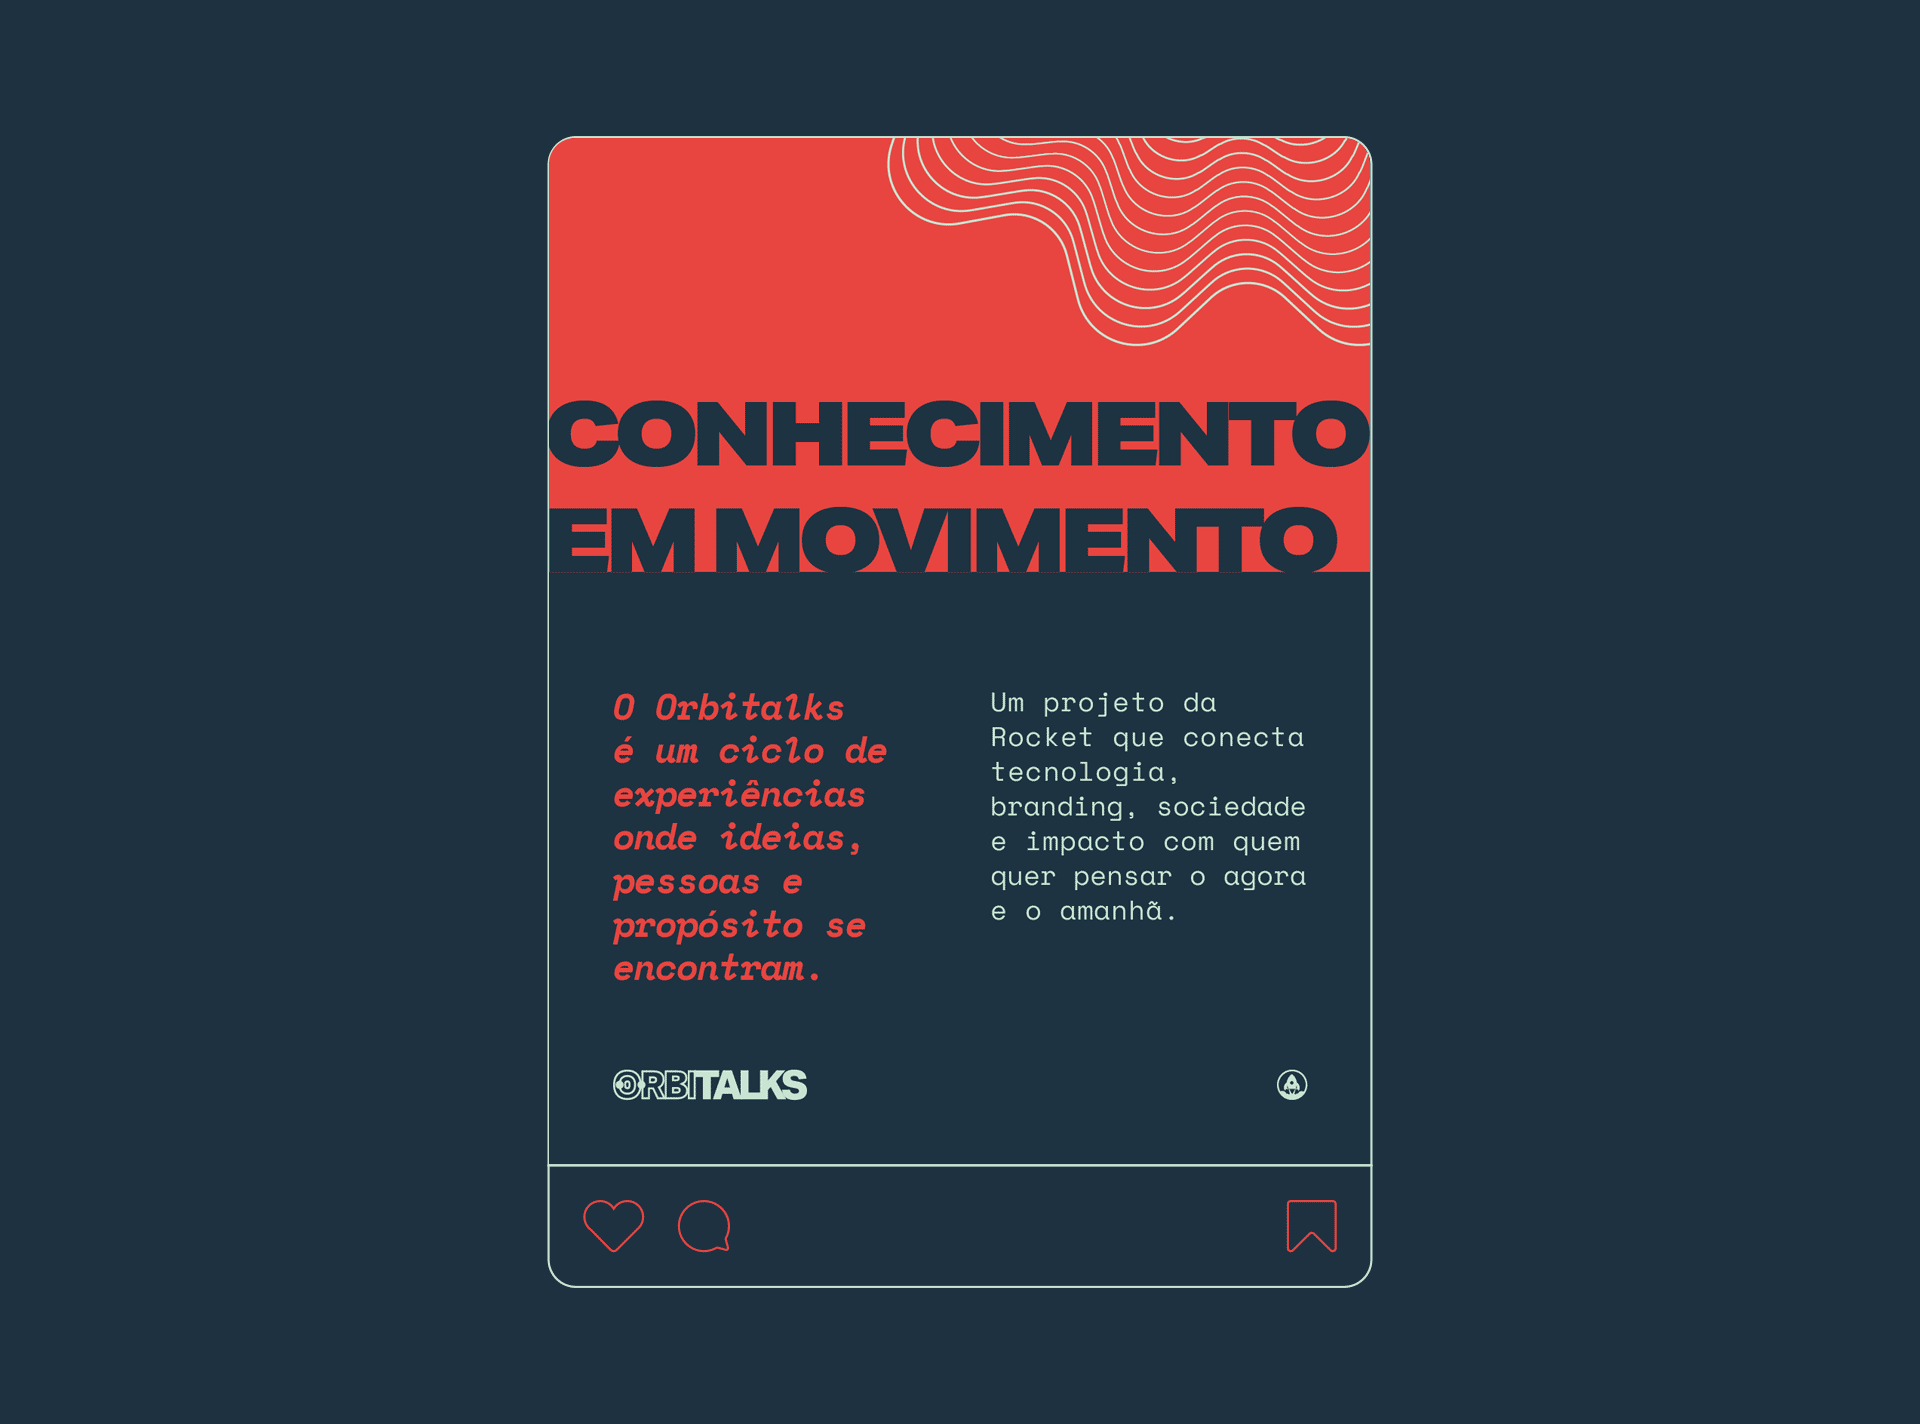 CONHECIMENTO
EM MOVIMENTO
O Orbitalks
é um ciclo de
experiências
onde ideias,
pessoas e
propósito se
encontram.
Um projeto da
Rocket que conecta
tecnologia,
branding, sociedade
e impacto com quem
quer pensar o agora
e o amanhã.
ORBITALKS